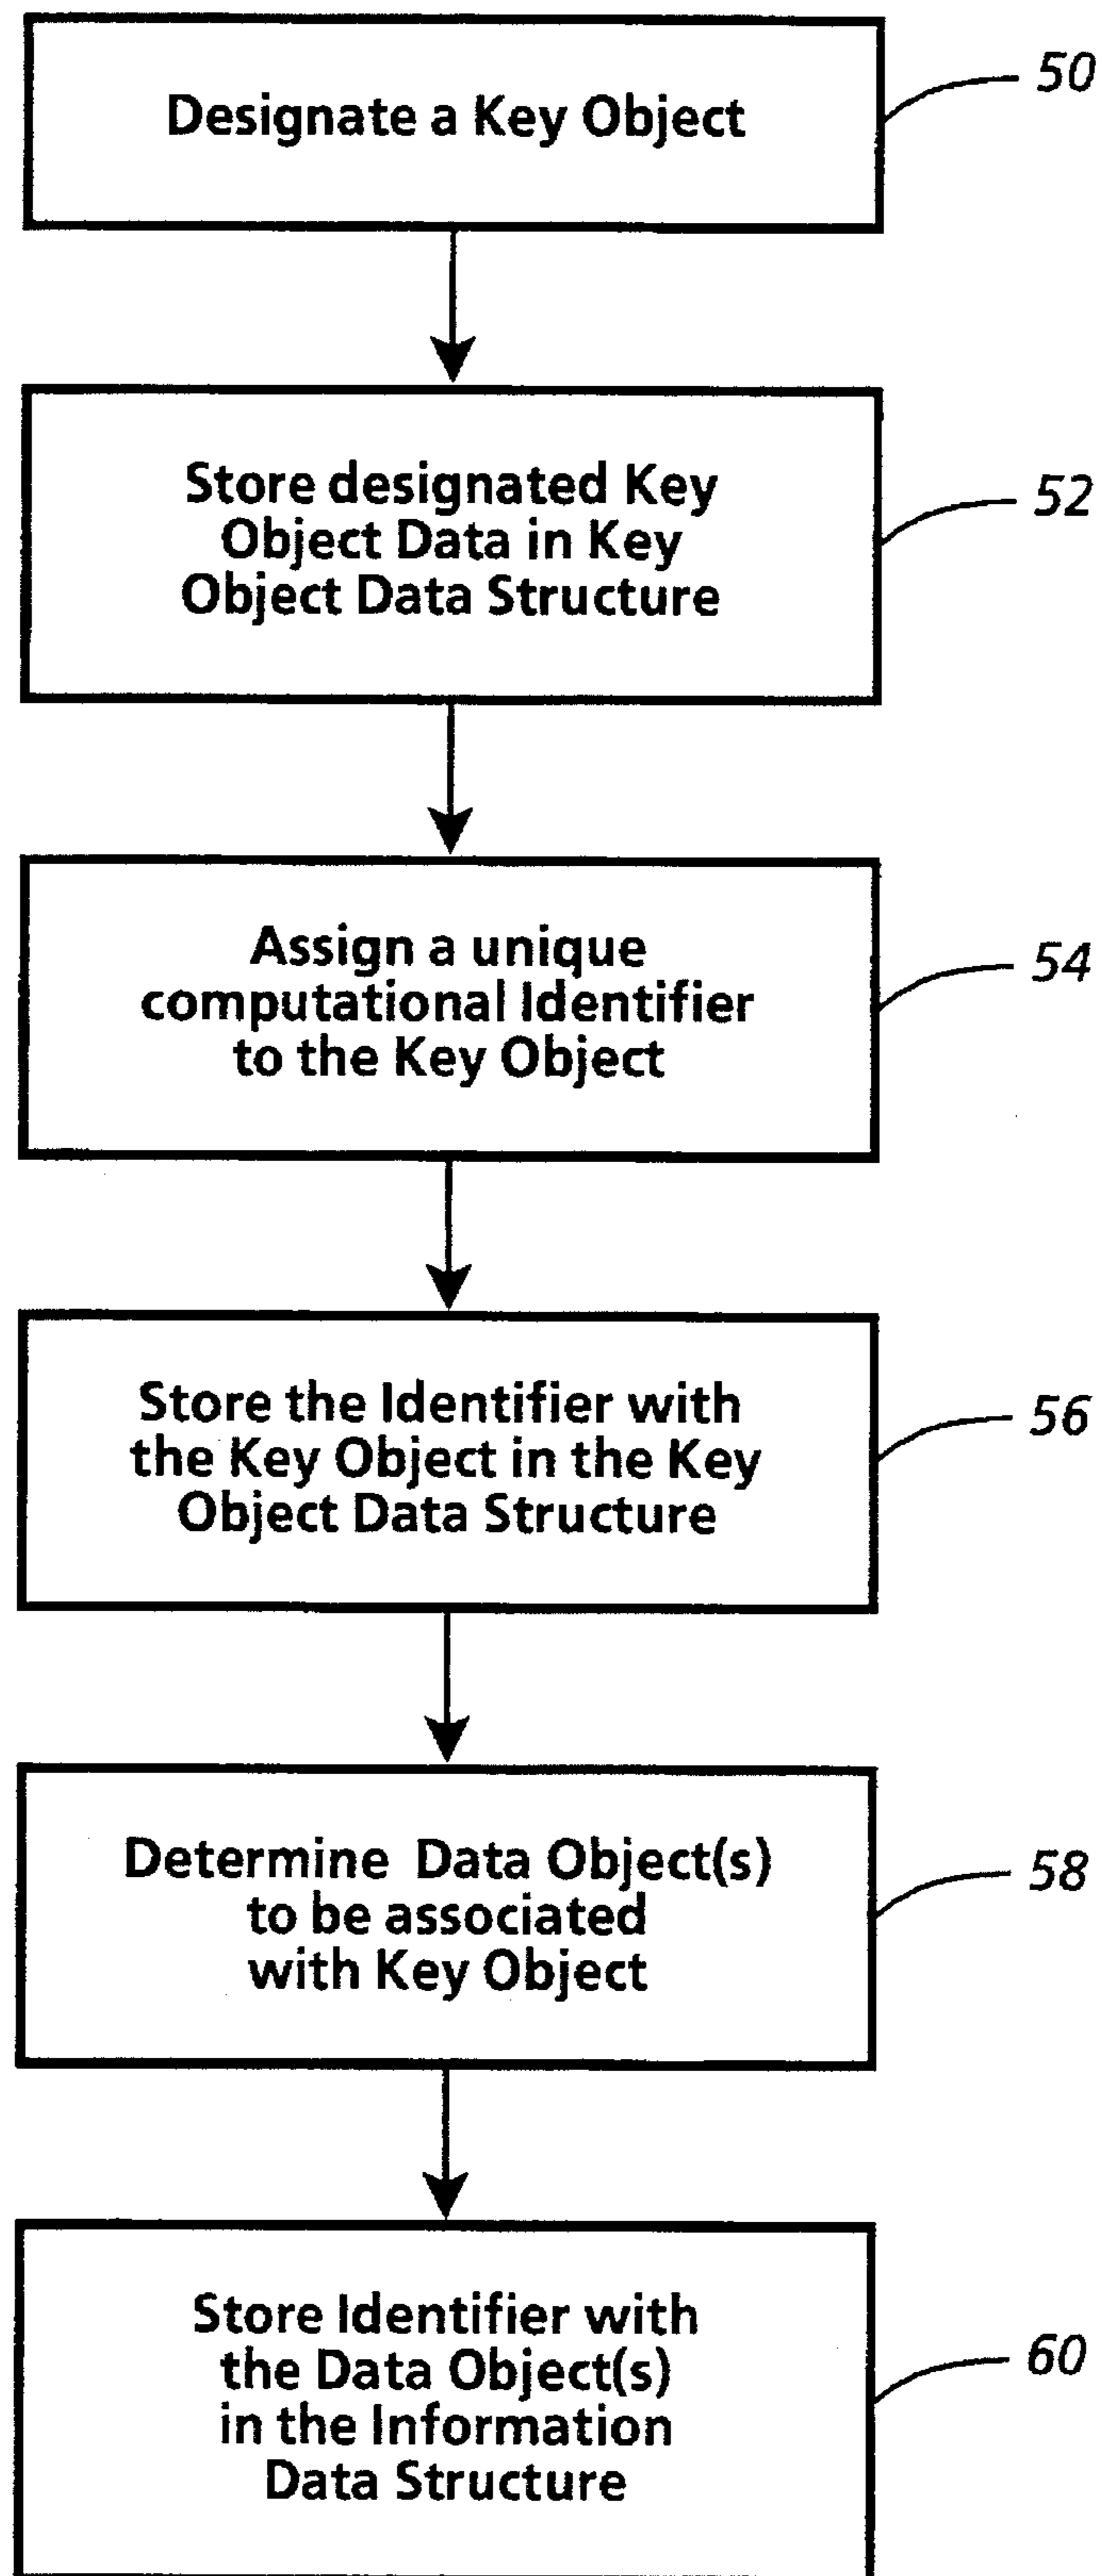 Designate a Key Object
50
Store designated Key
Object Data in Key
Object Data Structure
52
Assign a unique
computational Identifier
to the Key Object
54
Store the Identifier with
the Key Object in the Key
Object Data Structure
56
Determine Data Object(s)
to be associated
with Key Object
58
Store Identifier with
the Data Object(s)
in the Information
Data Structure
60